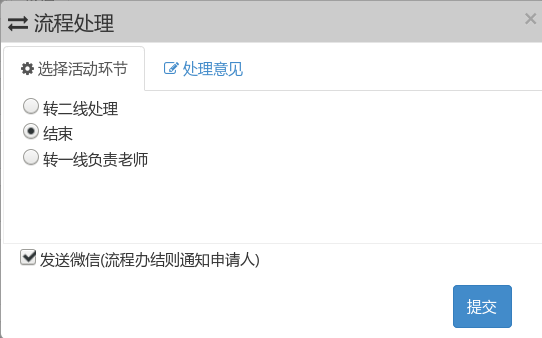 流程处理
选择活动环节
处理意见
转二线处理
结束
转一线负责老师
发送微信(流程办结则通知申请人)
提交